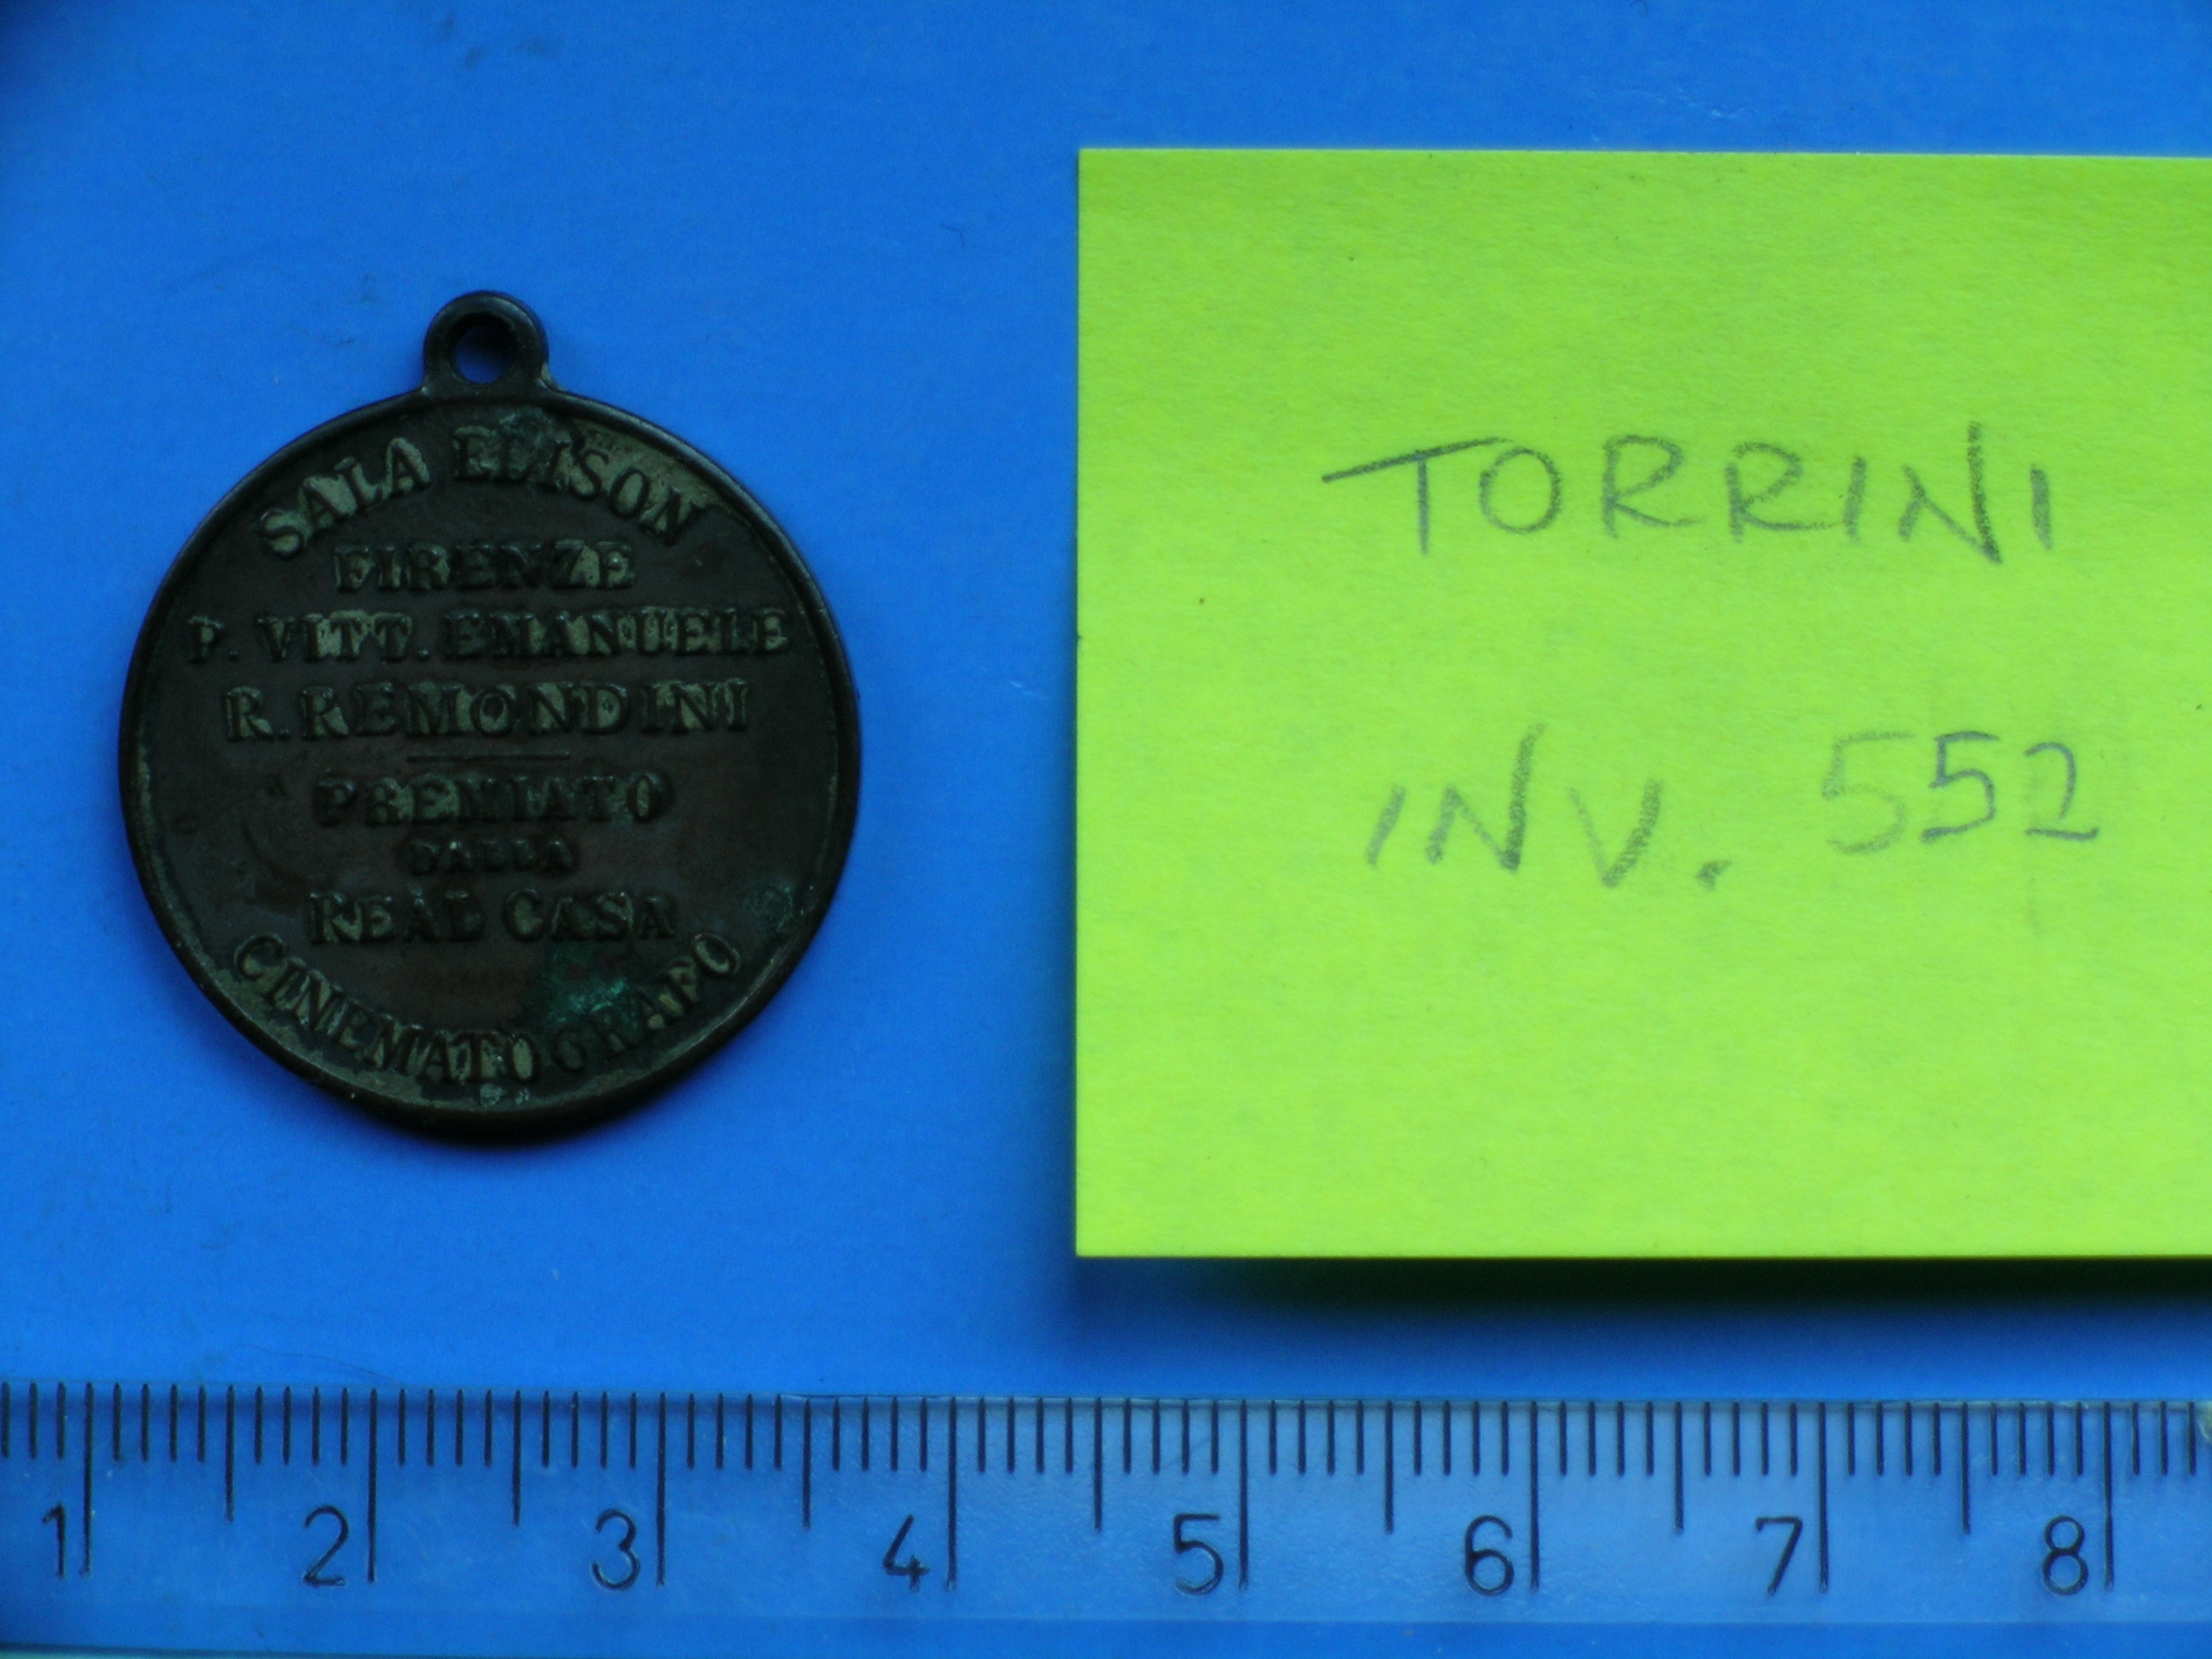 SALA EDISON
FIRENZE
P. VITT. EMANUELE
R. REMONDINI
PREMIATO
DALLA
REAL CASA
CINEMATOGRAFO
TORRINI
INV. 552
1 2 3 4 5 6 7 8